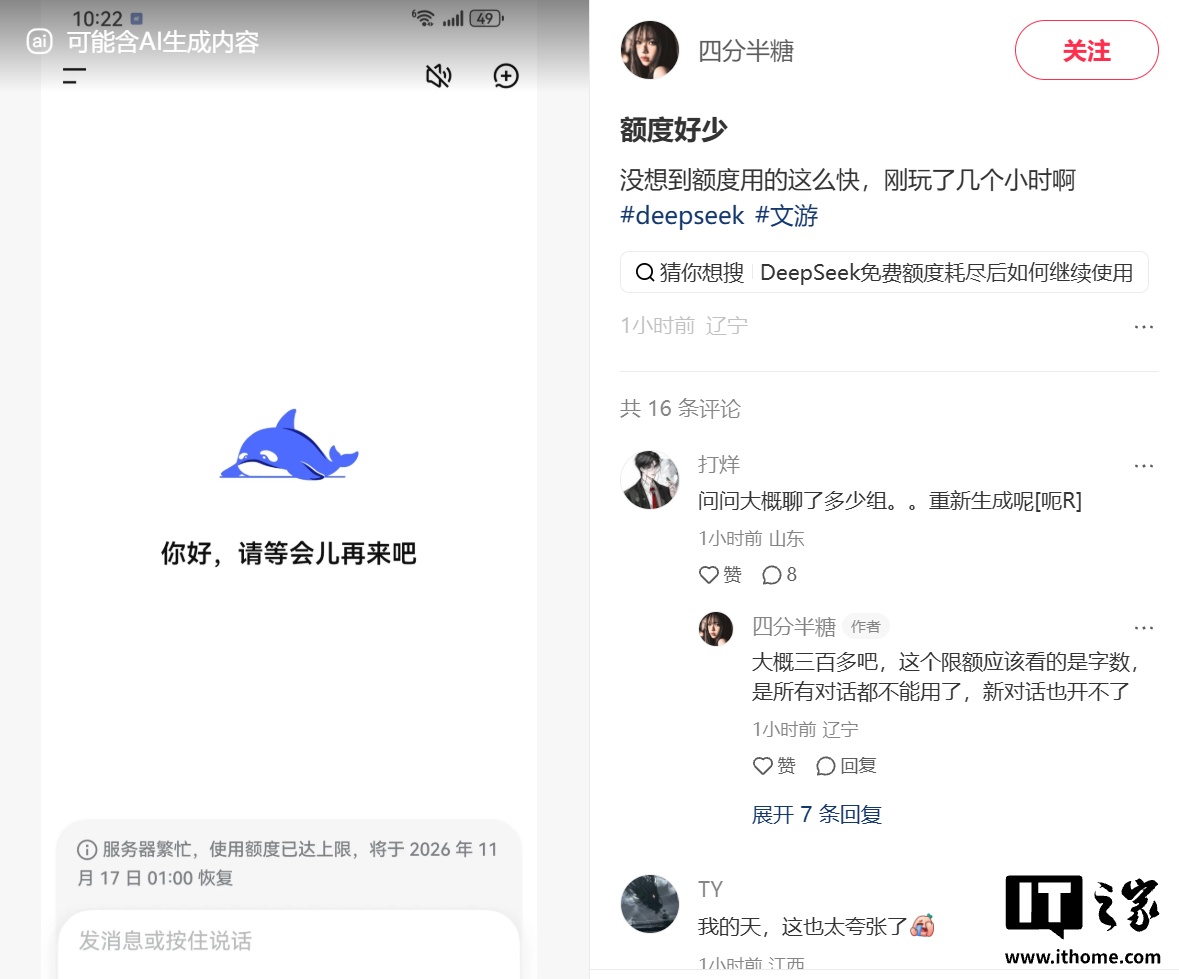 10:22
6
49
ai 可能含AI生成内容
你好，请等会儿再来吧
服务器繁忙，使用额度已达上限，将于 2026 年 11
月 17 日 01:00 恢复
发消息或按住说话
四分半糖
关注
额度好少
没想到额度用的这么快，刚玩了几个小时啊
#deepseek #文游
猜你想搜 DeepSeek免费额度耗尽后如何继续使用
1小时前 辽宁
共 16 条评论
打烊
问问大概聊了多少组。。重新生成呢[呃R]
1小时前 山东
赞 8
四分半糖 作者
大概三百多吧，这个限额应该看的是字数，
是所有对话都不能用了，新对话也开不了
1小时前 辽宁
赞 回复
展开 7 条回复
TY
我的天，这也太夸张了
1小时前 江西
IT之家
www.ithome.com